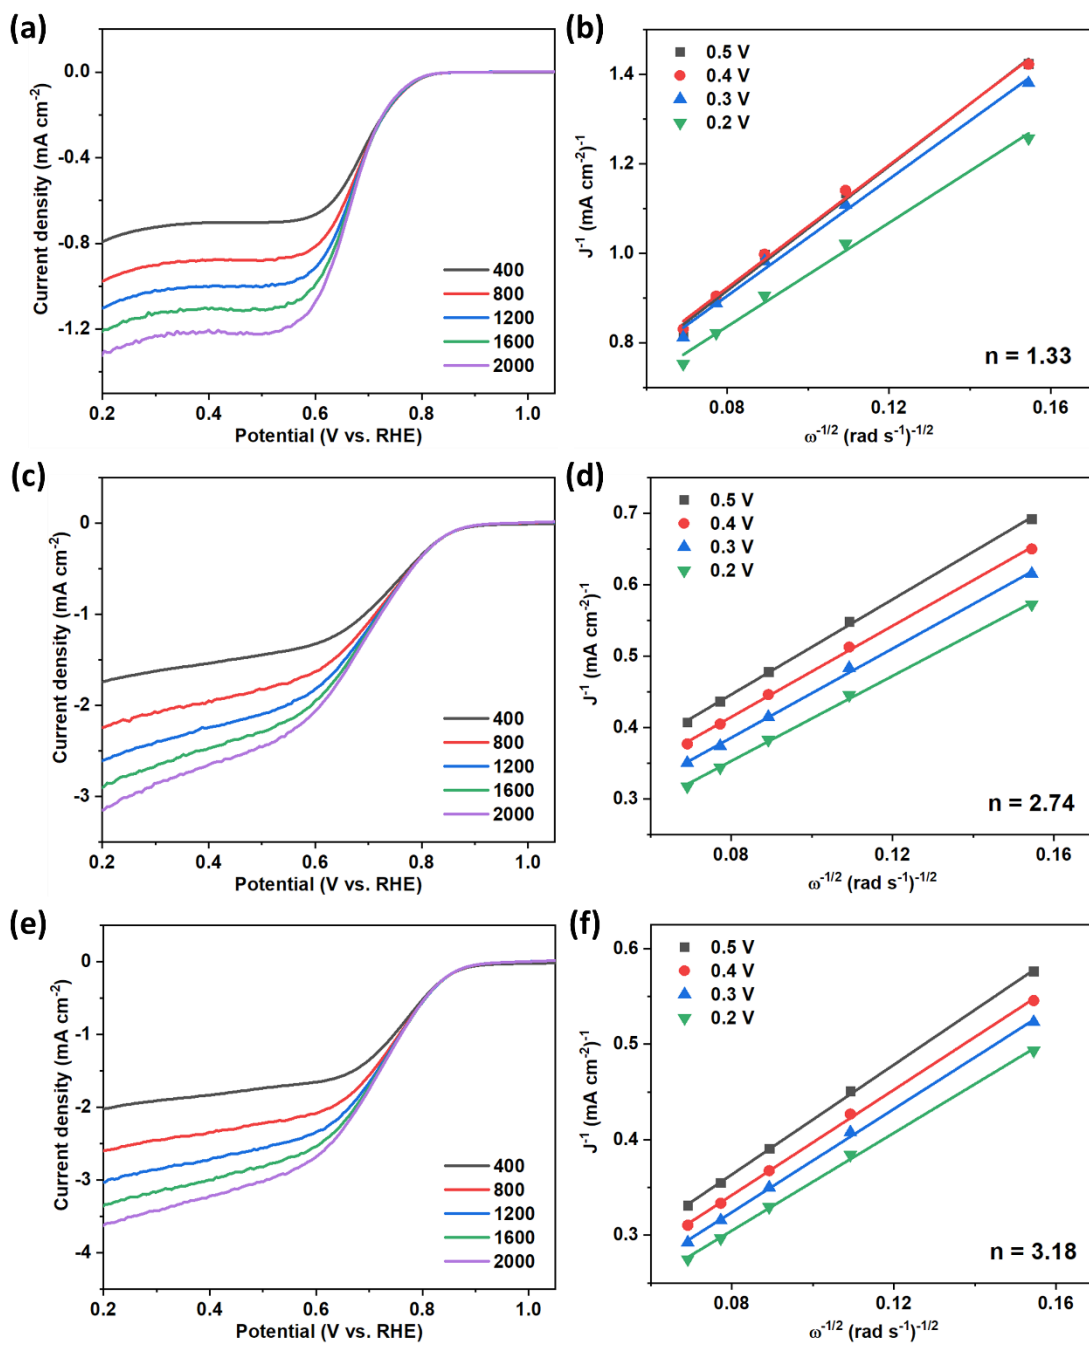 (a)
Current density (mA cm⁻²)
0.0
-0.4
-0.8
-1.2
400
800
1200
1600
2000
0.2 0.4 0.6 0.8 1.0
Potential (V vs. RHE)
(b)
J⁻¹ (mA cm⁻²)⁻¹
1.4
1.2
1.0
0.8
0.5 V
0.4 V
0.3 V
0.2 V
n = 1.33
0.08 0.12 0.16
ω⁻¹/² (rad s⁻¹)⁻¹/²
(c)
Current density (mA cm⁻²)
0
-1
-2
-3
400
800
1200
1600
2000
0.2 0.4 0.6 0.8 1.0
Potential (V vs. RHE)
(d)
J⁻¹ (mA cm⁻²)⁻¹
0.7
0.6
0.5
0.4
0.3
0.5 V
0.4 V
0.3 V
0.2 V
n = 2.74
0.08 0.12 0.16
ω⁻¹/² (rad s⁻¹)⁻¹/²
(e)
Current density (mA cm⁻²)
0
-1
-2
-3
-4
400
800
1200
1600
2000
0.2 0.4 0.6 0.8 1.0
Potential (V vs. RHE)
(f)
J⁻¹ (mA cm⁻²)⁻¹
0.6
0.5
0.4
0.3
0.5 V
0.4 V
0.3 V
0.2 V
n = 3.18
0.08 0.12 0.16
ω⁻¹/² (rad s⁻¹)⁻¹/²